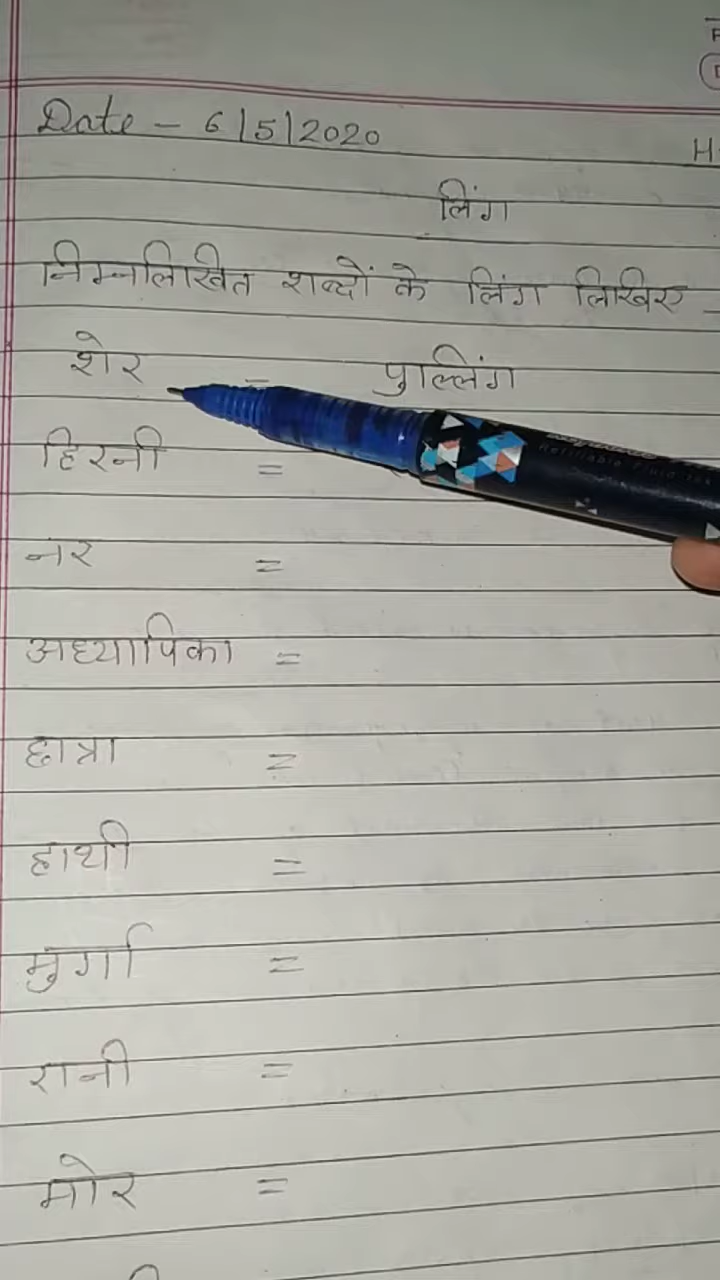 Date - 6/5/2020
लिंग
निम्नलिखित शब्दों के लिंग लिखिए -
शेर = पुल्लिंग
हिरनी =
नर =
अध्यापिका =
छात्रा =
हाथी =
मुर्गा =
रानी =
मोर =